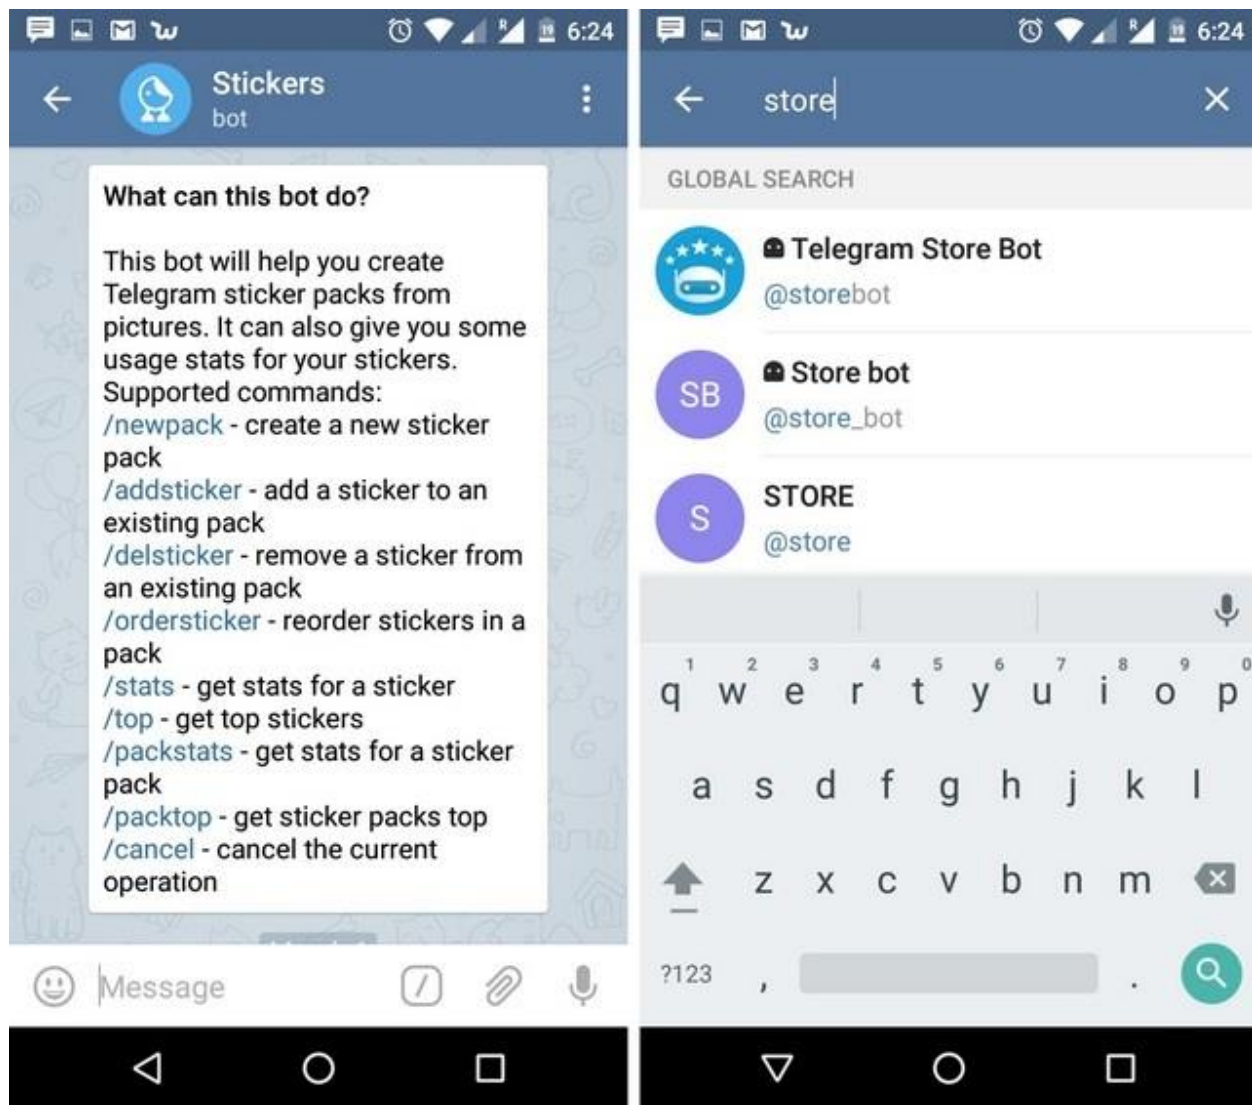 6:24
Stickers
bot
What can this bot do?
This bot will help you create
Telegram sticker packs from
pictures. It can also give you some
usage stats for your stickers.
Supported commands:
/newpack - create a new sticker
pack
/addsticker - add a sticker to an
existing pack
/delsticker - remove a sticker from
an existing pack
/ordersticker - reorder stickers in a
pack
/stats - get stats for a sticker
/top - get top stickers
/packstats - get stats for a sticker
pack
/packtop - get sticker packs top
/cancel - cancel the current
operation
Message
R 19 6:24
store
GLOBAL SEARCH
Telegram Store Bot
@storebot
SB
Store bot
@store_bot
S
STORE
@store
1 2 3 4 5 6 7 8 9 0
q w e r t y u i o p
a s d f g h j k l
z x c v b n m
?123 , .